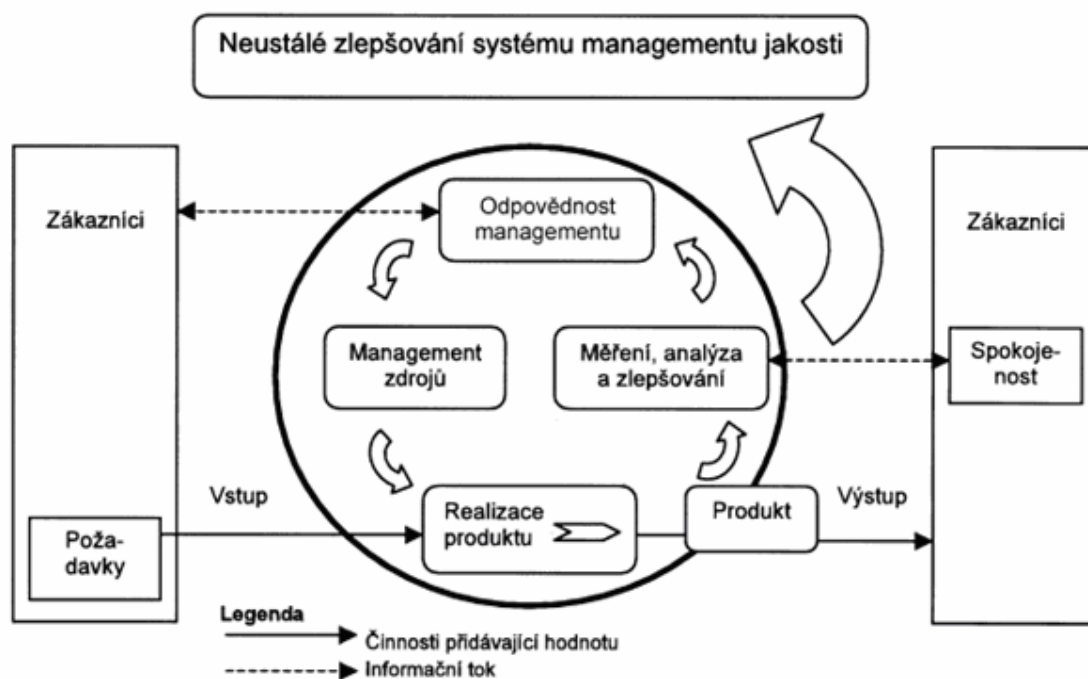 Neustálé zlepšování systému managementu jakosti
Zákazníci
Odpovědnost
managementu
Zákazníci
Management
zdrojů
Měření, analýza
a zlepšování
Spokoje-
nost
Vstup
Realizace
produktu
Produkt
Výstup
Poža-
davky
Legenda
Činnosti přidávající hodnotu
Informační tok